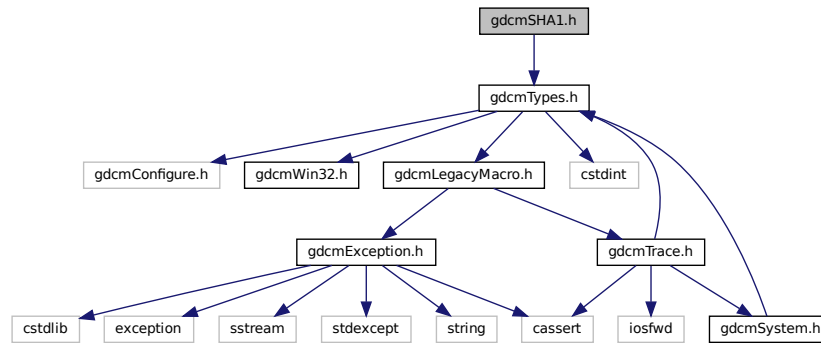 gdcmSHA1.h
gdcmTypes.h
gdcmConfigure.h
gdcmWin32.h
gdcmLegacyMacro.h
cstdint
gdcmException.h
gdcmTrace.h
cstdlib
exception
sstream
stdexcept
string
cassert
iosfwd
gdcmSystem.h